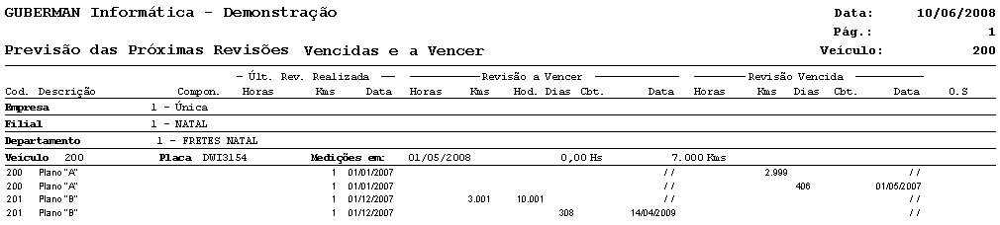 GUBERMAN Informática - Demonstração Data: 10/06/2008
Pág.: 1
Previsão das Próximas Revisões Vencidas e a Vencer Veículo: 200
- Últ. Rev. Realizada — Revisão a Vencer Revisão Vencida
Cod. Descrição Compon. Horas Kms Data Horas Kms Hod. Dias Cbt. Data Horas Kms Dias Cbt. Data O.S
Empresa 1 - Única
Filial 1 - NATAL
Departamento 1 - FRETES NATAL
Veículo 200 Placa DWI3154 Medições em: 01/05/2008 0,00 Hs 7.000 Kms
200 Plano "A" 1 01/01/2007 / / 2.999 / /
200 Plano "A" 1 01/01/2007 / / 406 01/05/2007
201 Plano "B" 1 01/12/2007 3.001 10.001 / / / /
201 Plano "B" 1 01/12/2007 308 14/04/2009 / /